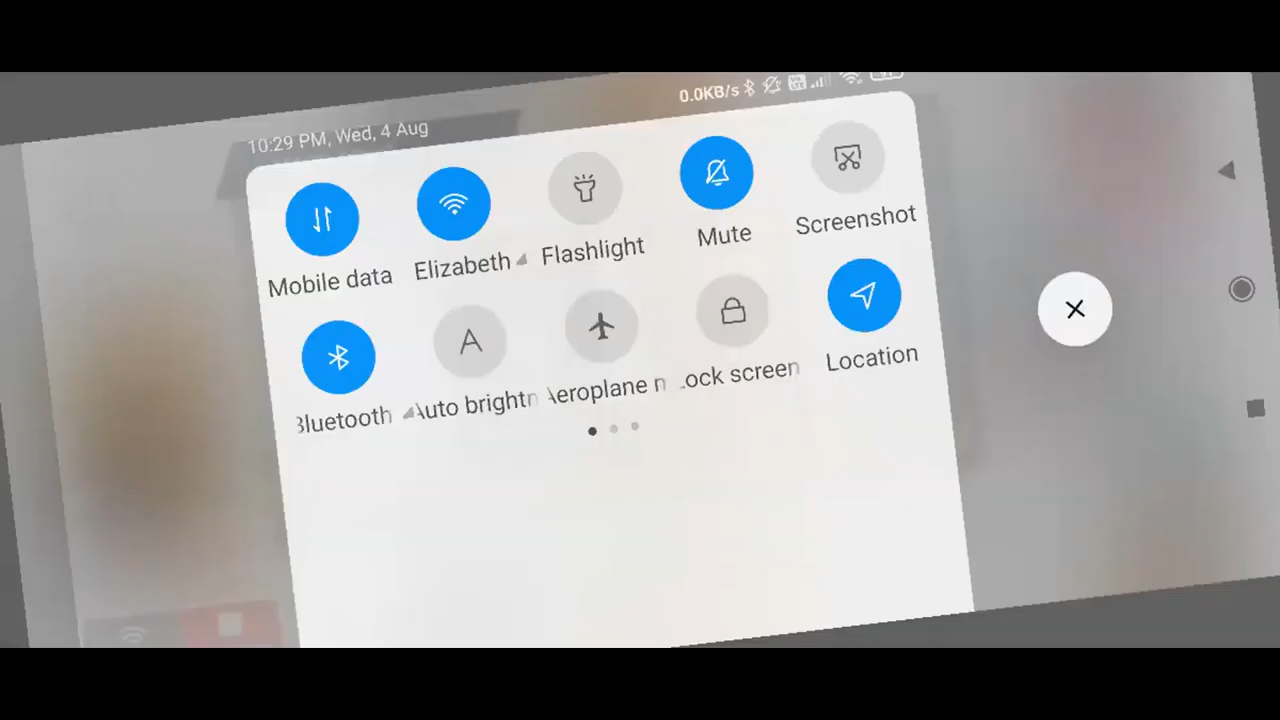 10:29 PM, Wed, 4 Aug
0.0KB/s
Mobile data
Elizabeth
Flashlight
Mute
Screenshot
Bluetooth
Auto brightn
Aeroplane m
Lock screen
Location